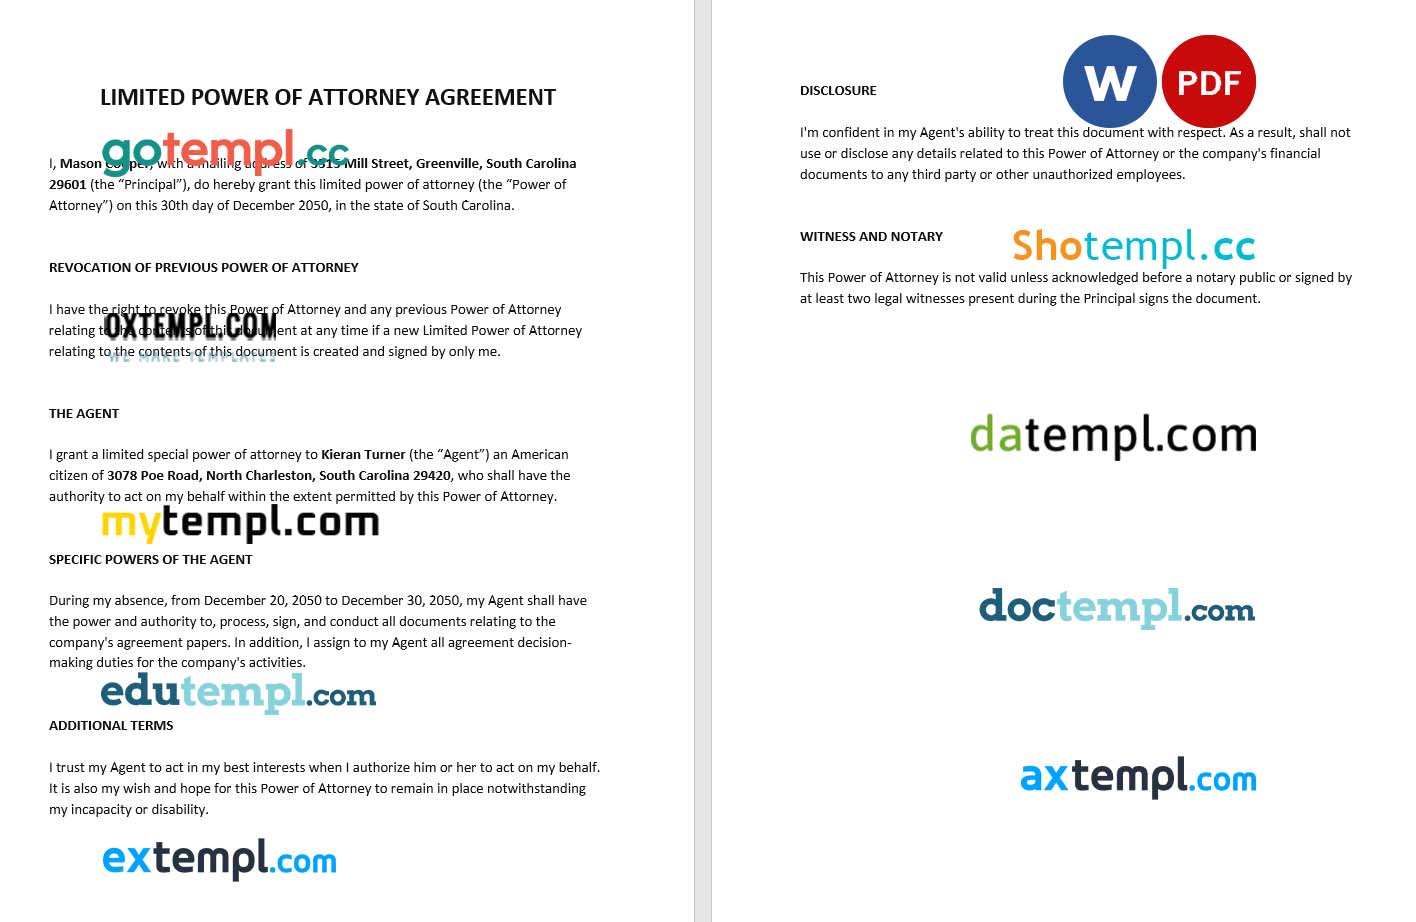 LIMITED POWER OF ATTORNEY AGREEMENT
gotempl.cc
I, Mason Cooper, with a mailing address of 3515 Mill Street, Greenville, South Carolina
29601 (the “Principal”), do hereby grant this limited power of attorney (the “Power of
Attorney”) on this 30th day of December 2050, in the state of South Carolina.
REVOCATION OF PREVIOUS POWER OF ATTORNEY
I have the right to revoke this Power of Attorney and any previous Power of Attorney
relating to the contents of this document at any time if a new Limited Power of Attorney
OXTEMPL.COM
relating to the contents of this document is created and signed by only me.
WE MAKE TEMPLATES
THE AGENT
I grant a limited special power of attorney to Kieran Turner (the “Agent”) an American
citizen of 3078 Poe Road, North Charleston, South Carolina 29420, who shall have the
authority to act on my behalf within the extent permitted by this Power of Attorney.
mytempl.com
SPECIFIC POWERS OF THE AGENT
During my absence, from December 20, 2050 to December 30, 2050, my Agent shall have
the power and authority to, process, sign, and conduct all documents relating to the
company's agreement papers. In addition, I assign to my Agent all agreement decision-
making duties for the company's activities.
edutempl.com
ADDITIONAL TERMS
I trust my Agent to act in my best interests when I authorize him or her to act on my behalf.
It is also my wish and hope for this Power of Attorney to remain in place notwithstanding
my incapacity or disability.
extempl.com
W PDF
DISCLOSURE
I'm confident in my Agent's ability to treat this document with respect. As a result, shall not
use or disclose any details related to this Power of Attorney or the company's financial
documents to any third party or other unauthorized employees.
WITNESS AND NOTARY
Shotempl.cc
This Power of Attorney is not valid unless acknowledged before a notary public or signed by
at least two legal witnesses present during the Principal signs the document.
datempl.com
doctempl.com
axtempl.com